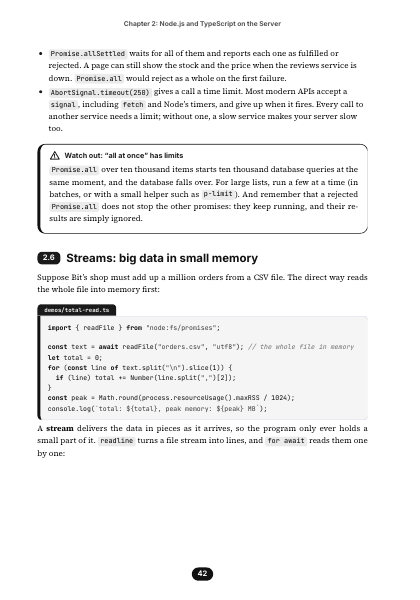 Chapter 2: Node.js and TypeScript on the Server
• Promise.allSettled waits for all of them and reports each one as fulfilled or
rejected. A page can still show the stock and the price when the reviews service is
down. Promise.all would reject as a whole on the first failure.
• AbortSignal.timeout(250) gives a call a time limit. Most modern APIs accept a
signal, including fetch and Node's timers, and give up when it fires. Every call to
another service needs a limit; without one, a slow service makes your server slow
too.
Watch out: “all at once” has limits
Promise.all over ten thousand items starts ten thousand database queries at the
same moment, and the database falls over. For large lists, run a few at a time (in
batches, or with a small helper such as p-limit). And remember that a rejected
Promise.all does not stop the other promises: they keep running, and their re-
sults are simply ignored.
2.6 Streams: big data in small memory
Suppose Bit's shop must add up a million orders from a CSV file. The direct way reads
the whole file into memory first:
demos/total-read.ts
import { readFile } from "node:fs/promises";
const text = await readFile("orders.csv", "utf8"); // the whole file in memory
let total = 0;
for (const line of text.split("\n").slice(1)) {
if (line) total += Number(line.split(",")[2]);
}
const peak = Math.round(process.resourceUsage().maxRSS / 1024);
console.log(`total: ${total}, peak memory: ${peak} MB`);
A stream delivers the data in pieces as it arrives, so the program only ever holds a
small part of it. readline turns a file stream into lines, and for await reads them one
by one:
42